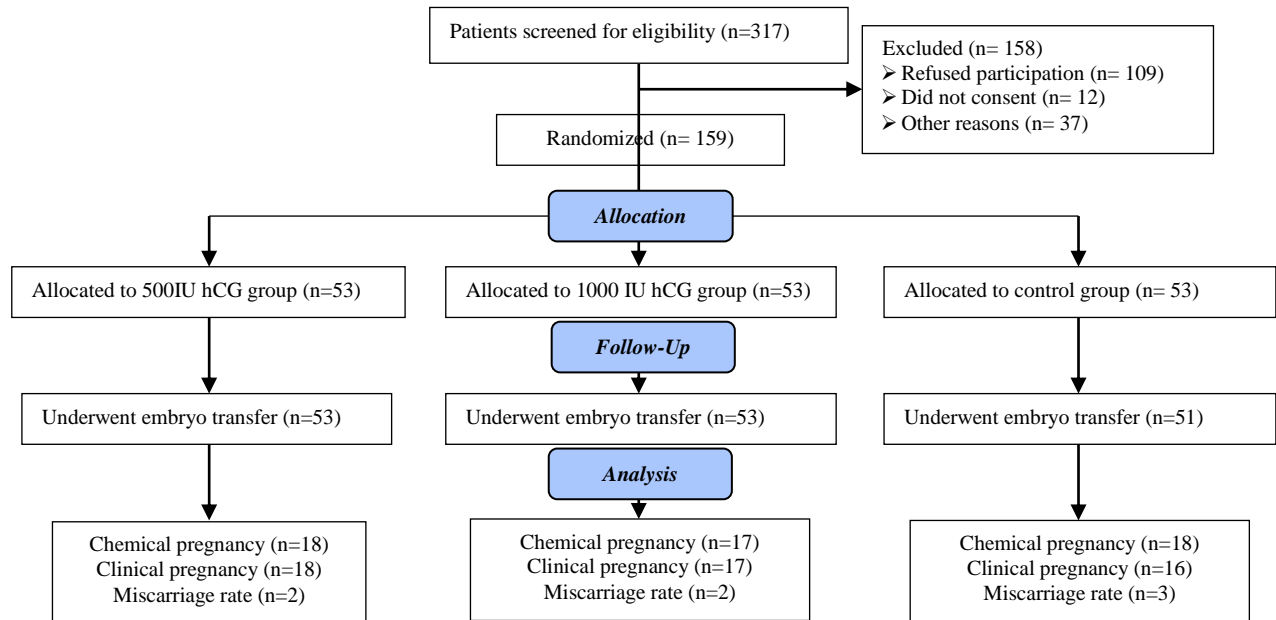 Patients screened for eligibility (n=317)
Excluded (n= 158)
➢ Refused participation (n= 109)
➢ Did not consent (n= 12)
➢ Other reasons (n= 37)
Randomized (n= 159)
Allocation
Allocated to 500IU hCG group (n=53)
Allocated to 1000 IU hCG group (n=53)
Allocated to control group (n= 53)
Follow-Up
Underwent embryo transfer (n=53)
Underwent embryo transfer (n=53)
Underwent embryo transfer (n=51)
Analysis
Chemical pregnancy (n=18)
Clinical pregnancy (n=18)
Miscarriage rate (n=2)
Chemical pregnancy (n=17)
Clinical pregnancy (n=17)
Miscarriage rate (n=2)
Chemical pregnancy (n=18)
Clinical pregnancy (n=16)
Miscarriage rate (n=3)